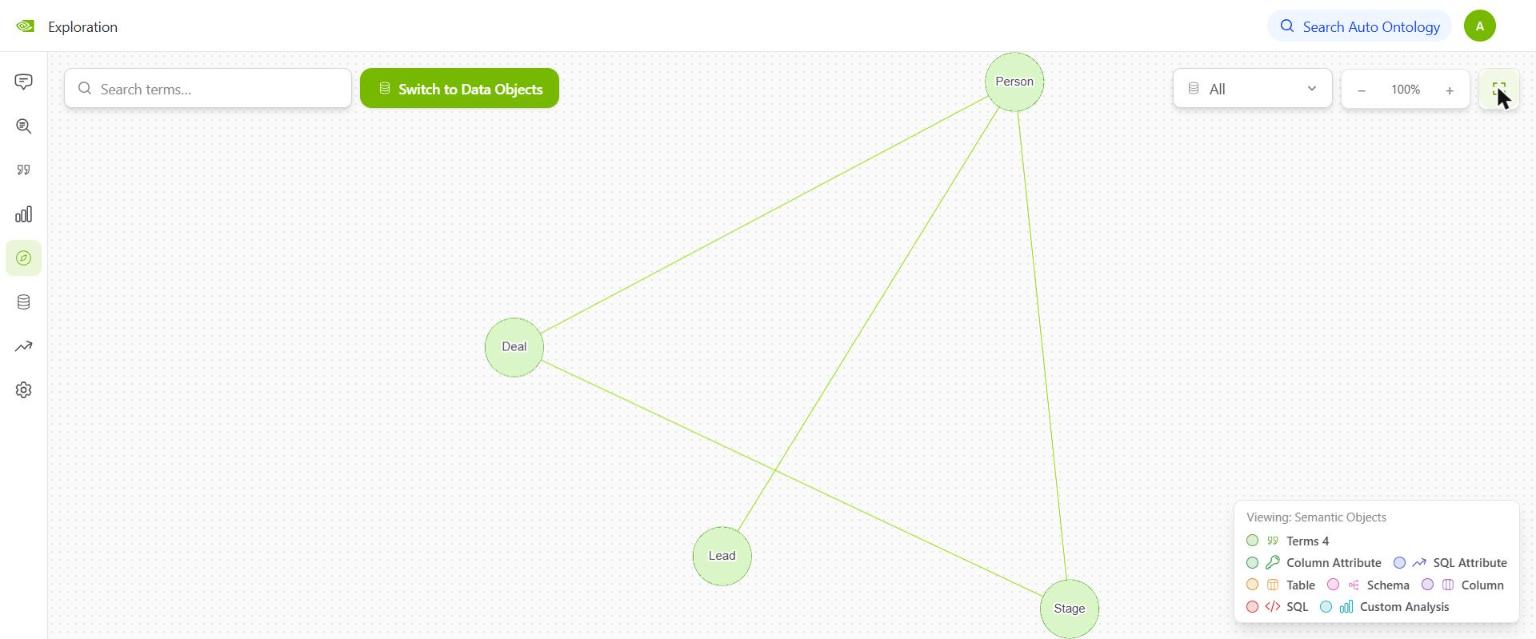 Exploration
Search Auto Ontology
A
Search terms...
Switch to Data Objects
Person
All
100%
Deal
Lead
Stage
Viewing: Semantic Objects
Terms 4
Column Attribute SQL Attribute
Table Schema Column
SQL Custom Analysis